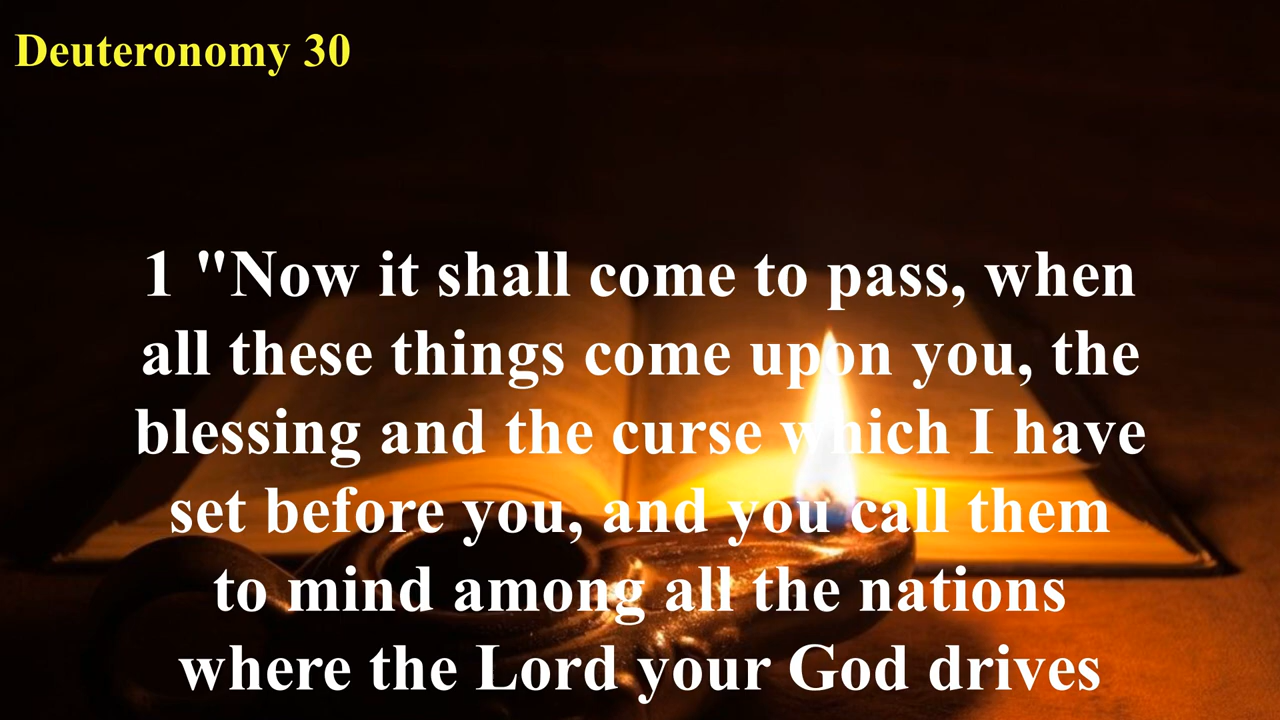 Deuteronomy 30
1 "Now it shall come to pass, when
all these things come upon you, the
blessing and the curse which I have
set before you, and you call them
to mind among all the nations
where the Lord your God drives